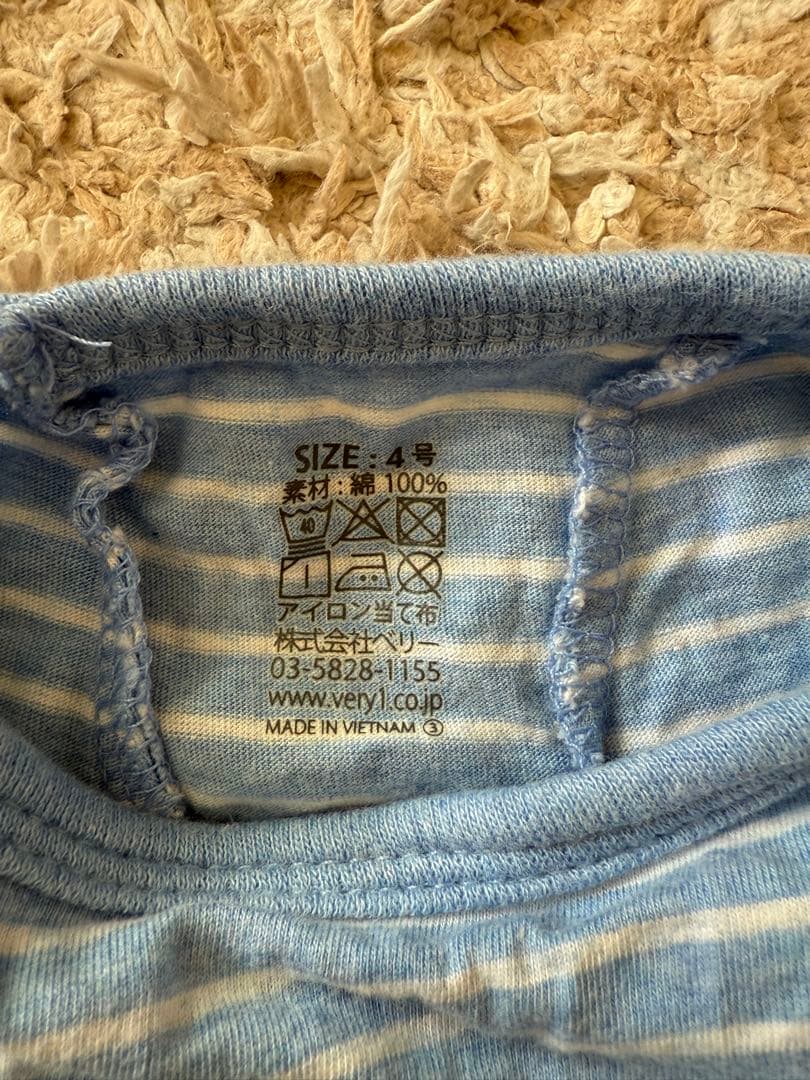 SIZE : 4号
素材 : 綿 100%
40
アイロン当て布
株式会社ベリー
03-5828-1155
www.very1.co.jp
MADE IN VIETNAM ③